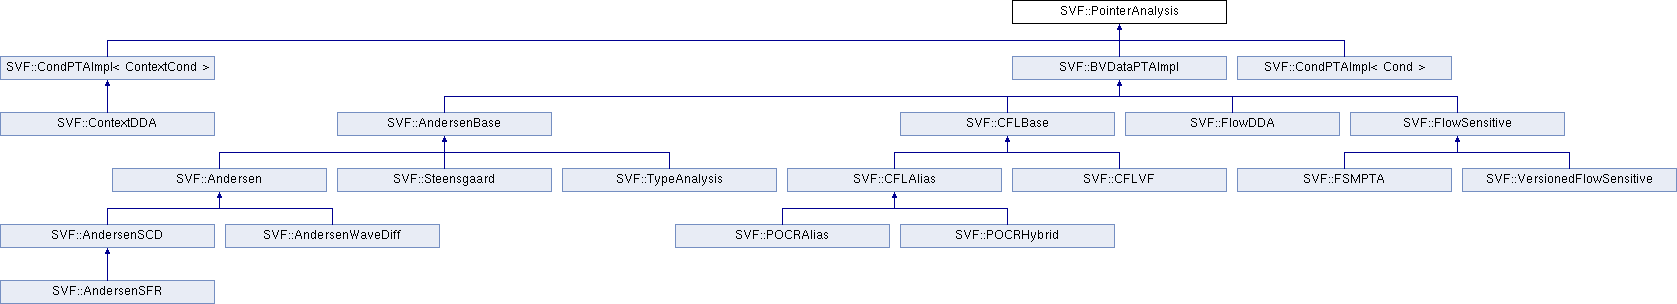 SVF::PointerAnalysis
SVF::CondPTAImpl< ContextCond >
SVF::BVDataPTAImpl
SVF::CondPTAImpl< Cond >
SVF::ContextDDA
SVF::AndersenBase
SVF::CFLBase
SVF::FlowDDA
SVF::FlowSensitive
SVF::Andersen
SVF::Steensgaard
SVF::TypeAnalysis
SVF::CFLAlias
SVF::CFLVF
SVF::FSMPTA
SVF::VersionedFlowSensitive
SVF::AndersenSCD
SVF::AndersenWaveDiff
SVF::POCRAlias
SVF::POCRHybrid
SVF::AndersenSFR